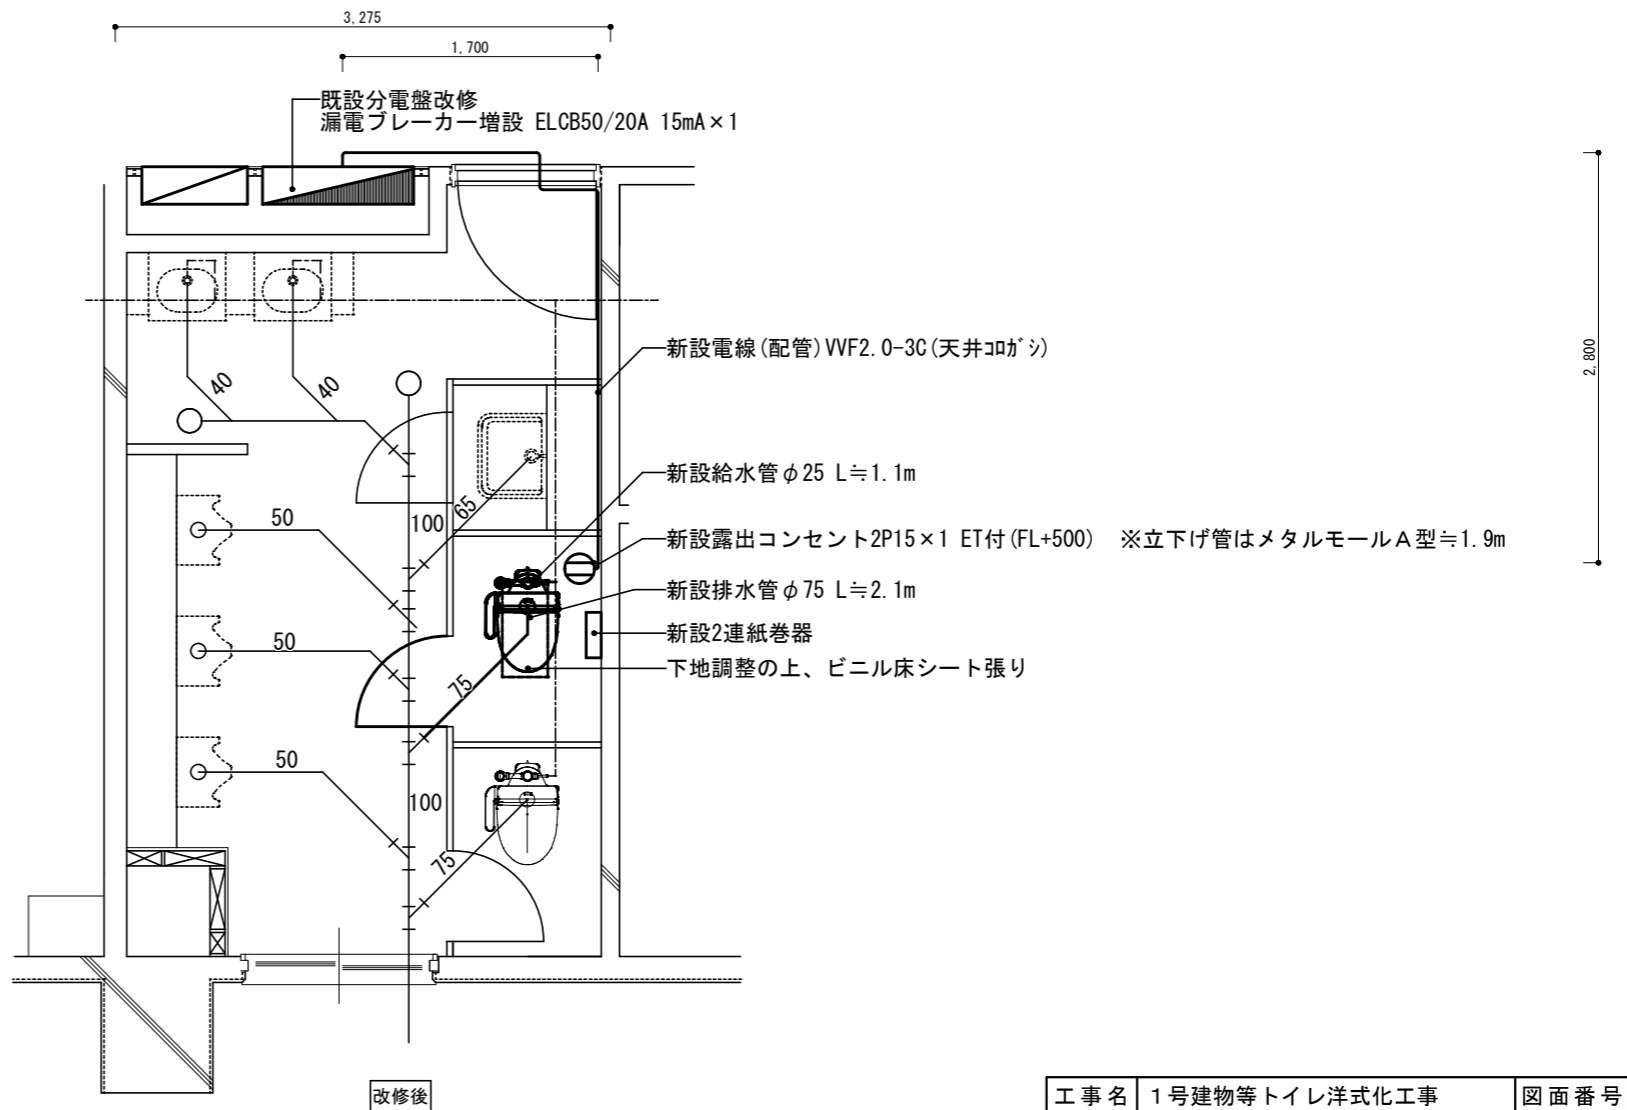 3,275
1,700
既設分電盤改修
漏電ブレーカー増設 ELCB50/20A 15mA×1
2,800
新設電線(配管)VVF2.0-3C(天井ｺﾛｶﾞｼ)
40
40
新設給水管φ25 L≒1.1m
65
100
50
新設露出コンセント2P15×1 ET付(FL+500) ※立下げ管はメタルモールA型≒1.9m
新設排水管φ75 L≒2.1m
新設2連紙巻器
50
下地調整の上、ビニル床シート張り
75
50
100
75
改修後
工事名 1号建物等トイレ洋式化工事 図面番号